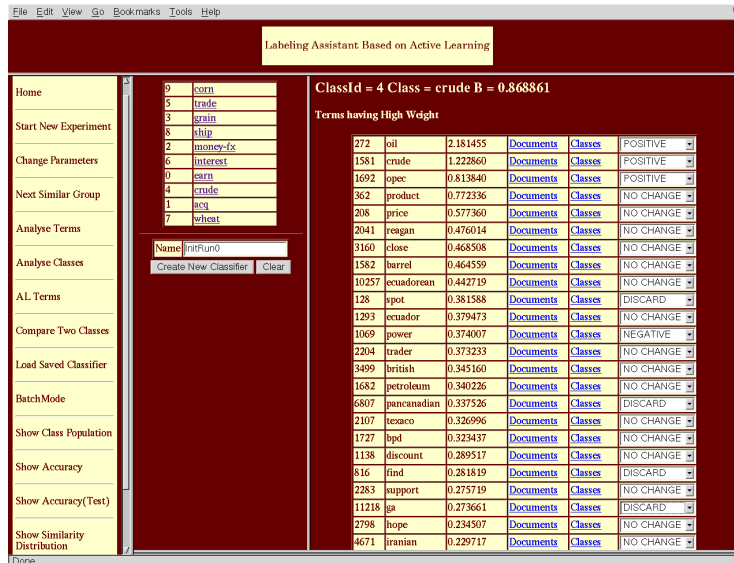 File Edit View Go Bookmarks Tools Help
Labeling Assistant Based on Active Learning
Home
Start New Experiment
Change Parameters
Next Similar Group
Analyse Terms
Analyse Classes
AL Terms
Compare Two Classes
Load Saved Classifier
BatchMode
Show Class Population
Show Accuracy
Show Accuracy(Test)
Show Similarity
Distribution
9 corn
5 trade
3 grain
8 ship
2 money-fx
6 interest
0 earn
4 crude
1 acq
7 wheat
Name InitRun0
Create New Classifier Clear
ClassId = 4 Class = crude B = 0.868861
Terms having High Weight
272 oil 2.181455 Documents Classes POSITIVE
1581 crude 1.222860 Documents Classes POSITIVE
1692 opec 0.813840 Documents Classes POSITIVE
362 product 0.772336 Documents Classes NO CHANGE
208 price 0.577360 Documents Classes NO CHANGE
2041 reagan 0.476014 Documents Classes NO CHANGE
3160 close 0.468508 Documents Classes NO CHANGE
1582 barrel 0.464559 Documents Classes NO CHANGE
10257 ecuadorean 0.442719 Documents Classes NO CHANGE
128 spot 0.381588 Documents Classes DISCARD
1293 ecuador 0.379473 Documents Classes NO CHANGE
1069 power 0.374007 Documents Classes NEGATIVE
2204 trader 0.373233 Documents Classes NO CHANGE
3499 british 0.345160 Documents Classes NO CHANGE
1682 petroleum 0.340226 Documents Classes NO CHANGE
6807 pancanadian 0.337526 Documents Classes DISCARD
2107 texaco 0.326996 Documents Classes NO CHANGE
1727 bpd 0.323437 Documents Classes NO CHANGE
1138 discount 0.289517 Documents Classes NO CHANGE
816 find 0.281819 Documents Classes DISCARD
2283 support 0.275719 Documents Classes NO CHANGE
11218 ga 0.273661 Documents Classes DISCARD
2798 hope 0.234507 Documents Classes NO CHANGE
4671 iranian 0.229717 Documents Classes NO CHANGE
Done